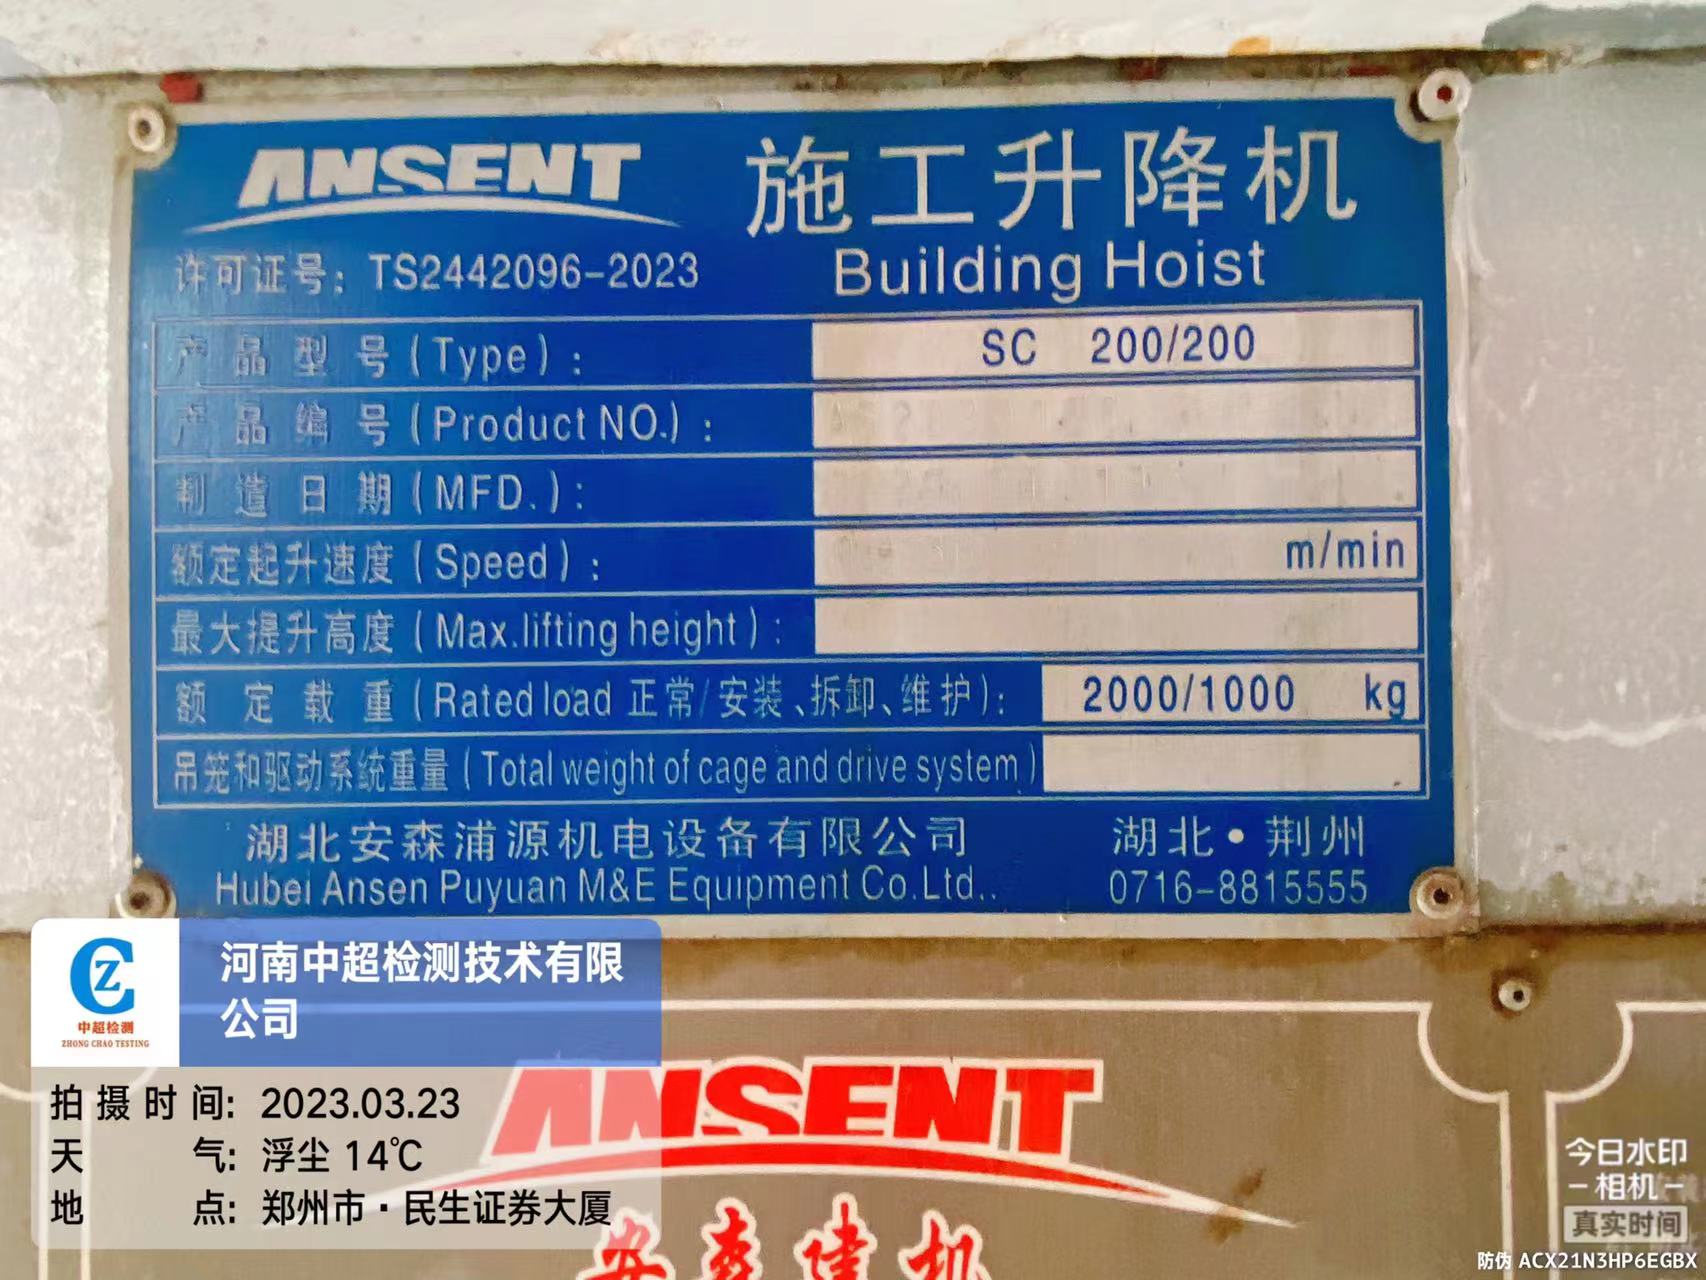 ANSENT
施工升降机
许可证号：TS2442096-2023
Building Hoist
产品型号(Type)： SC 200/200
产品编号(Product NO.)：
制造日期(MFD.)：
额定起升速度(Speed)： m/min
最大提升高度(Max.lifting height)：
额定载重(Rated load 正常/安装、拆卸、维护)： 2000/1000 kg
吊笼和驱动系统重量(Total weight of cage and drive system)
湖北安森浦源机电设备有限公司 湖北·荆州
Hubei Ansen Puyuan M&E Equipment Co.Ltd.. 0716-8815555
CZ
中超检测
ZHONG CHAO TESTING
河南中超检测技术有限
公司
拍摄时间: 2023.03.23
天气: 浮尘 14℃
地点: 郑州市·民生证券大厦
ANSENT
安森建机
今日水印
-相机-
真实时间
防伪 ACX21N3HP6EGBX